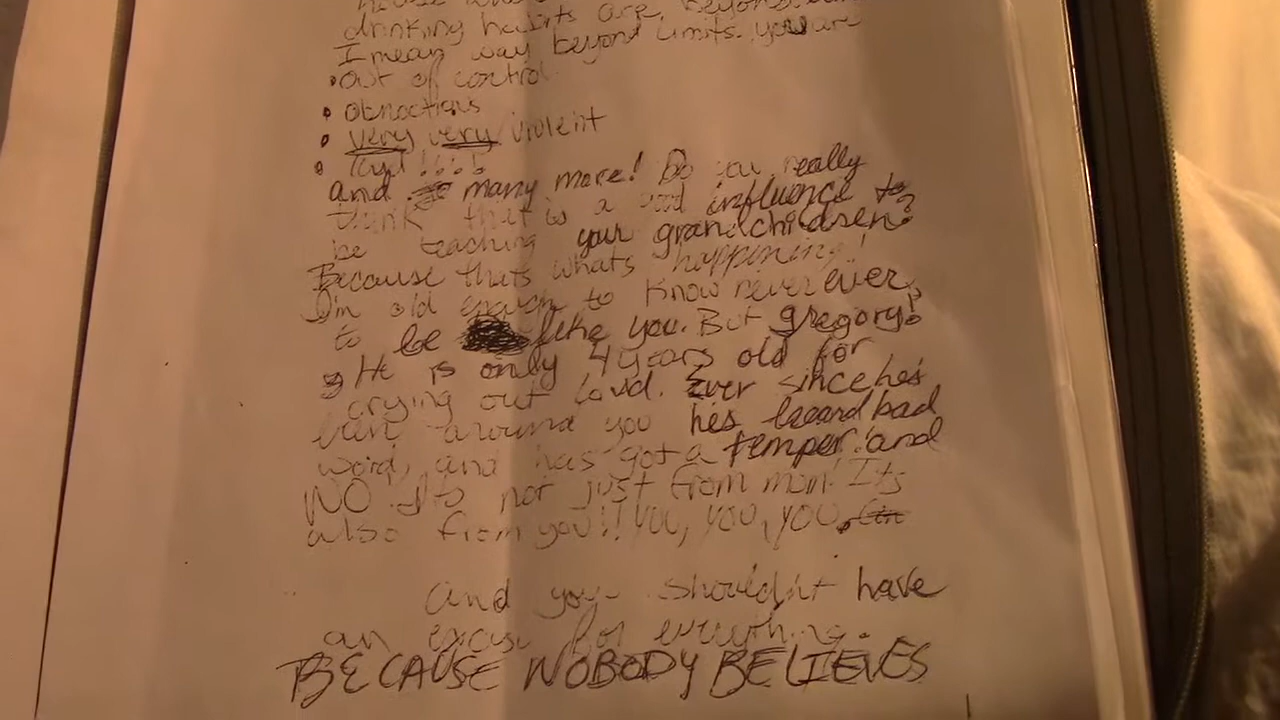 drinking habits are, beyond
I mean way beyond limits. you are
• out of control
• obnoctious
• very very violent
• !!!!
and many more! Do you really
think that is a good influence to
be teaching your grandchildren?
Because thats whats happining!
I'm old enough to know never ever,
to be like you. But gregory!
He is only 4 years old for
crying out loud. Ever since he's
been around you hes heard bad
word, and has got a temper. and
NO Its not just from mom! Its
also from you!! You, you, you,
And you shouldn't have
an excuse for everything.
BECAUSE NOBODY BELIEVES